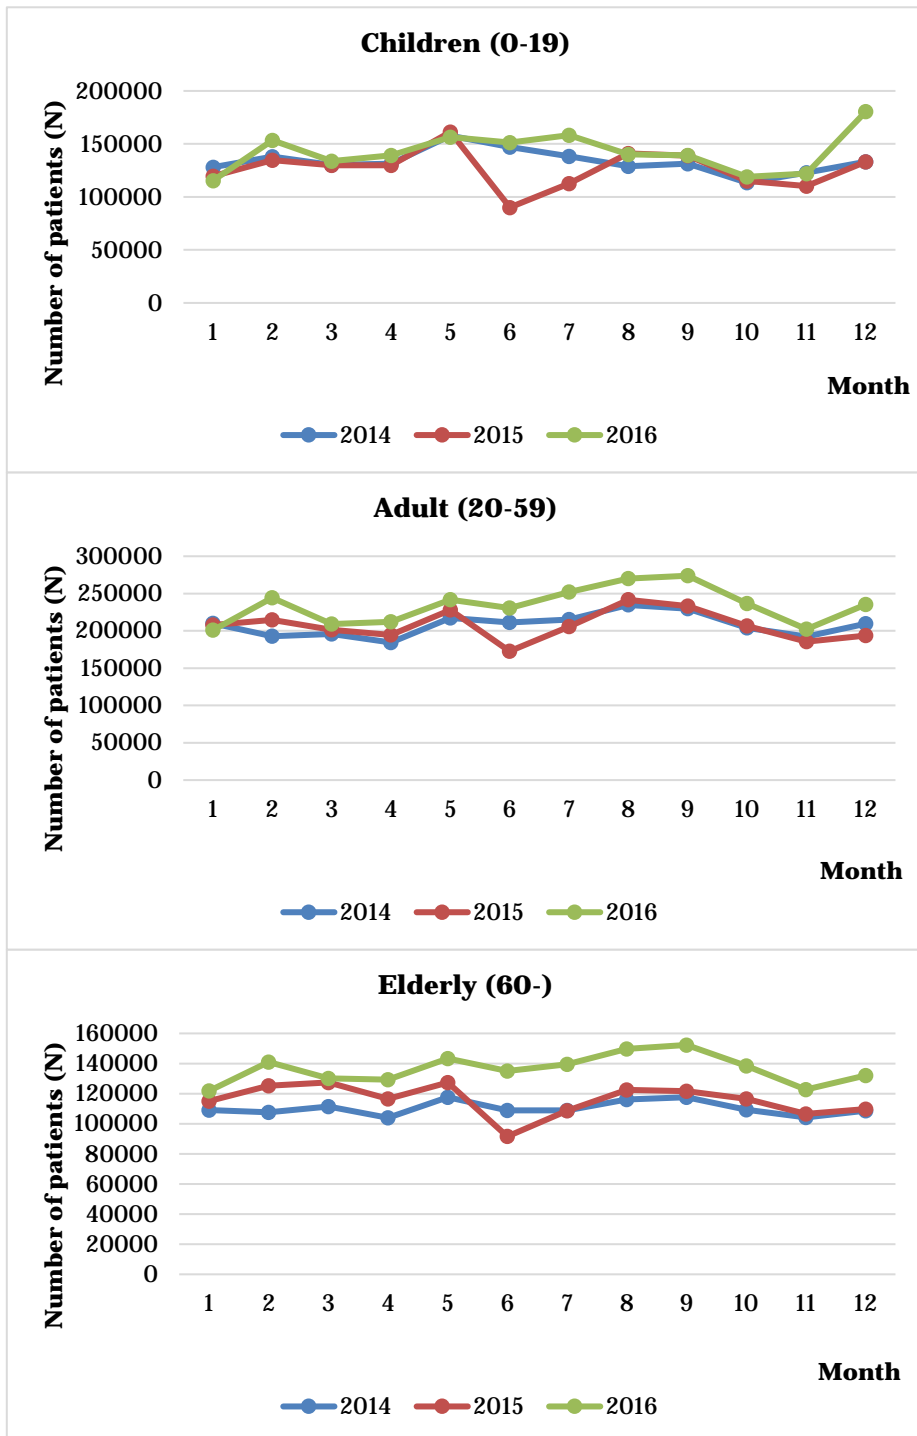 Children (0-19)
Number of patients (N)
200000
150000
100000
50000
0
1 2 3 4 5 6 7 8 9 10 11 12
Month
2014 2015 2016
Adult (20-59)
Number of patients (N)
300000
250000
200000
150000
100000
50000
0
1 2 3 4 5 6 7 8 9 10 11 12
Month
2014 2015 2016
Elderly (60-)
Number of patients (N)
160000
140000
120000
100000
80000
60000
40000
20000
0
1 2 3 4 5 6 7 8 9 10 11 12
Month
2014 2015 2016